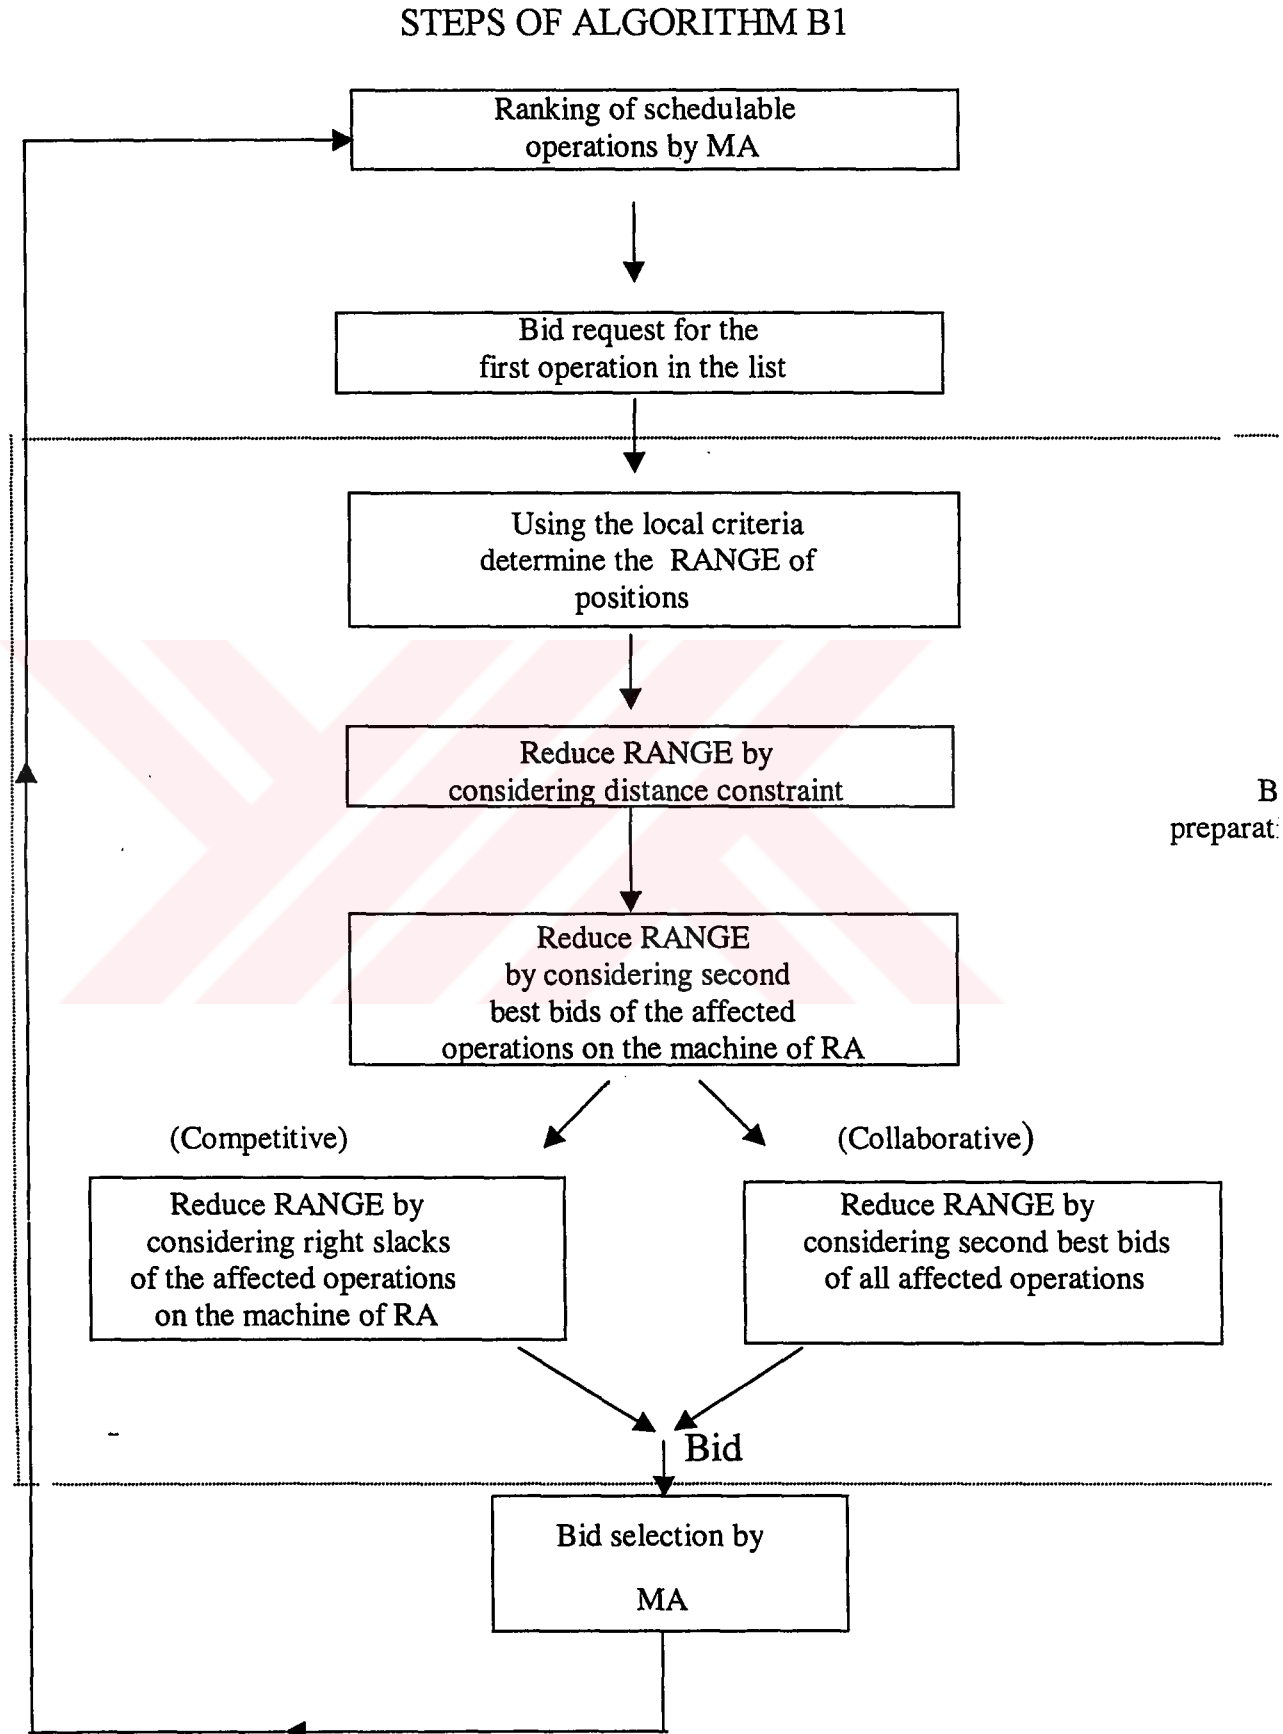 STEPS OF ALGORITHM B1
Ranking of schedulable
operations by MA
Bid request for the
first operation in the list
Using the local criteria
determine the RANGE of
positions
Reduce RANGE by
considering distance constraint
B
preparati
Reduce RANGE
by considering second
best bids of the affected
operations on the machine of RA
(Competitive)
(Collaborative)
Reduce RANGE by
considering right slacks
of the affected operations
on the machine of RA
Reduce RANGE by
considering second best bids
of all affected operations
Bid
Bid selection by
MA